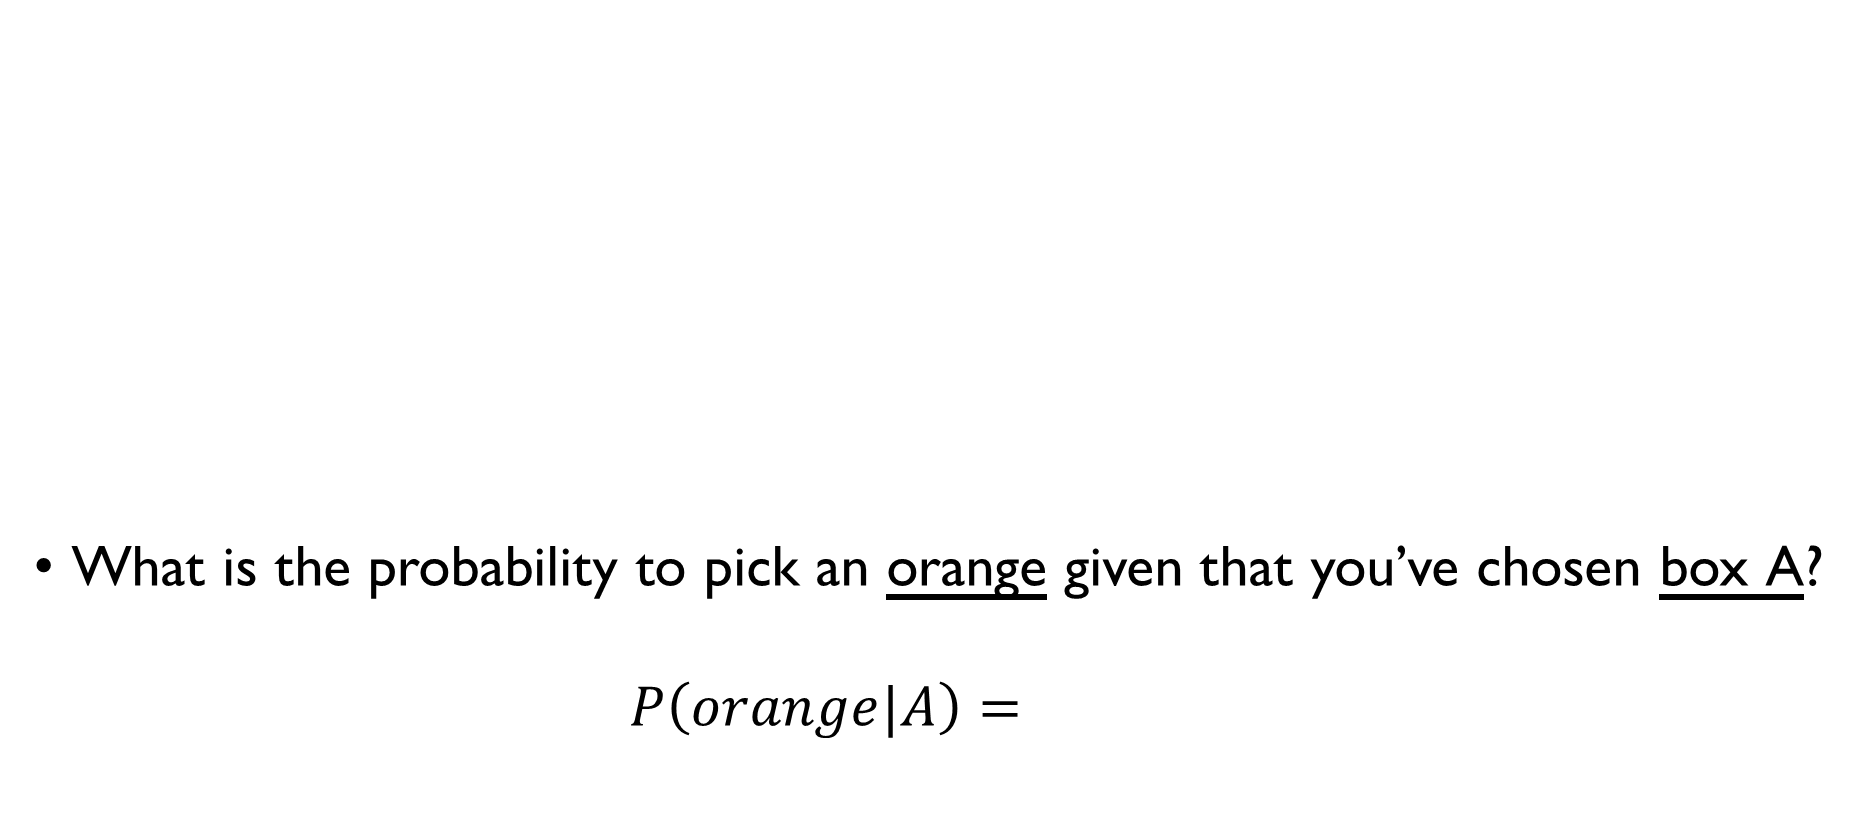 • What is the probability to pick an orange given that you’ve chosen box A?
P(orange|A) =